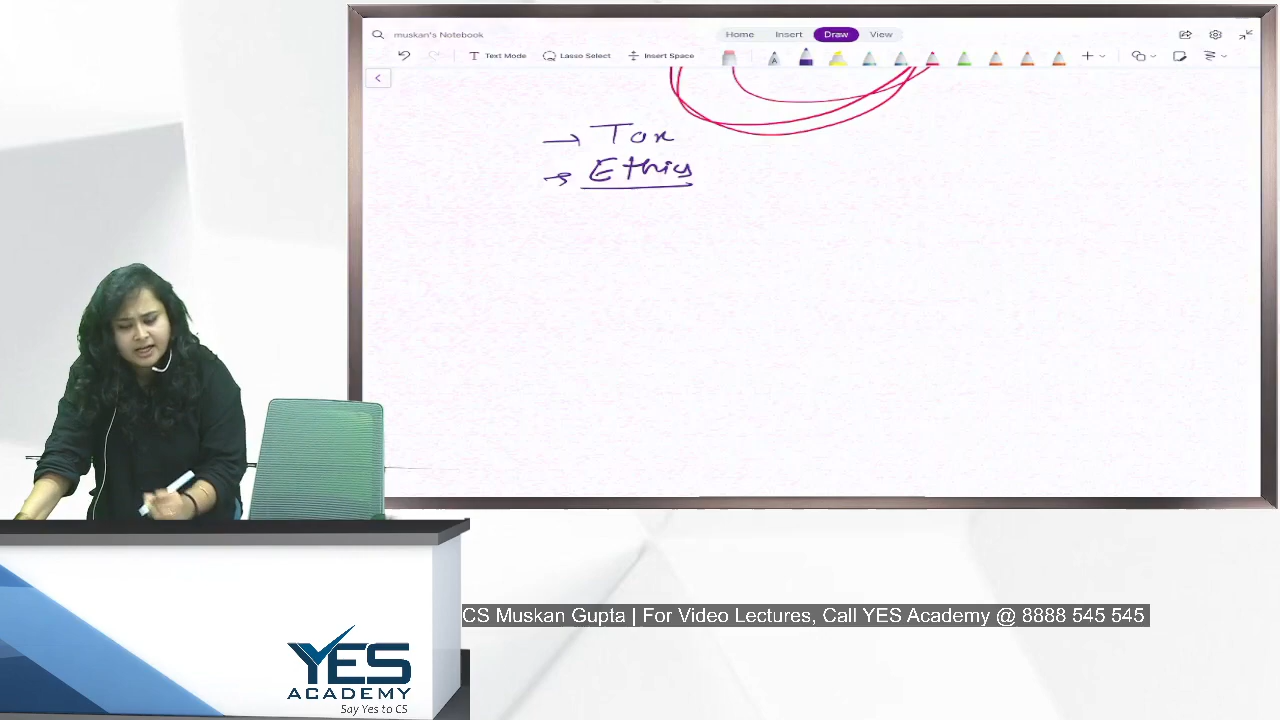 muskan's Notebook
Home Insert Draw View
Text Mode Lasso Select Insert Space
→ Tax
→ Ethics
CS Muskan Gupta | For Video Lectures, Call YES Academy @ 8888 545 545
YES
ACADEMY
Say Yes to CS